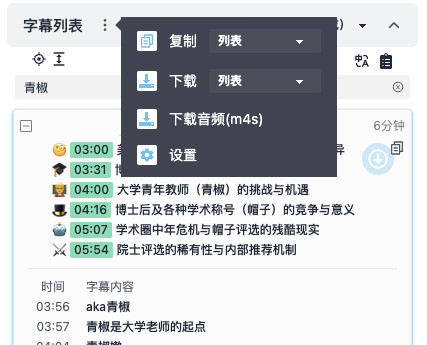 字幕列表
复制 列表
下载 列表
下载音频(m4s)
设置
青椒
6分钟
03:00
03:31
04:00 大学青年教师（青椒）的挑战与机遇
04:16 博士后及各种学术称号（帽子）的竞争与意义
05:07 学术圈中年危机与帽子评选的残酷现实
05:54 院士评选的稀有性与内部推荐机制
时间 字幕内容
03:56 aka青椒
03:57 青椒是大学老师的起点